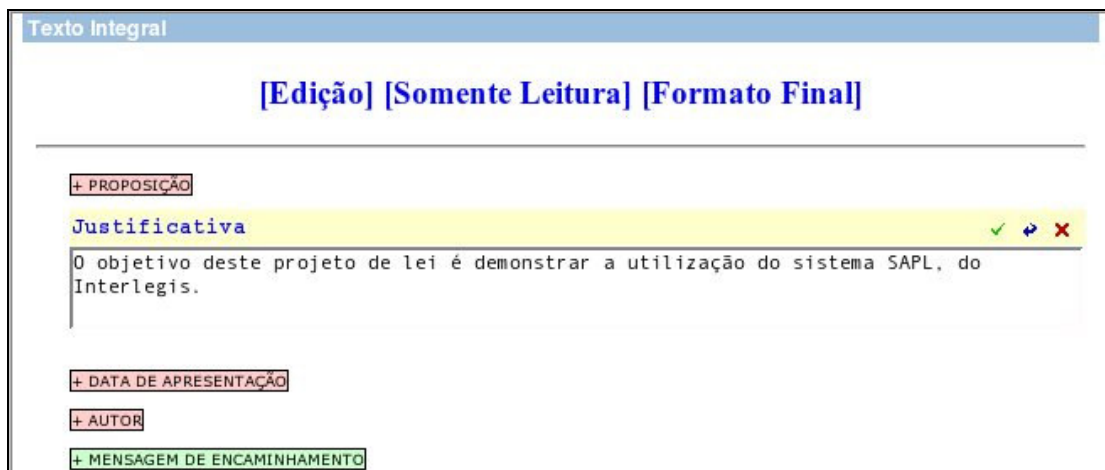 Texto Integral
[Edição] [Somente Leitura] [Formato Final]
+ PROPOSIÇÃO
Justificativa
O objetivo deste projeto de lei é demonstrar a utilização do sistema SAPL, do
Interlegis.
+ DATA DE APRESENTAÇÃO
+ AUTOR
+ MENSAGEM DE ENCAMINHAMENTO